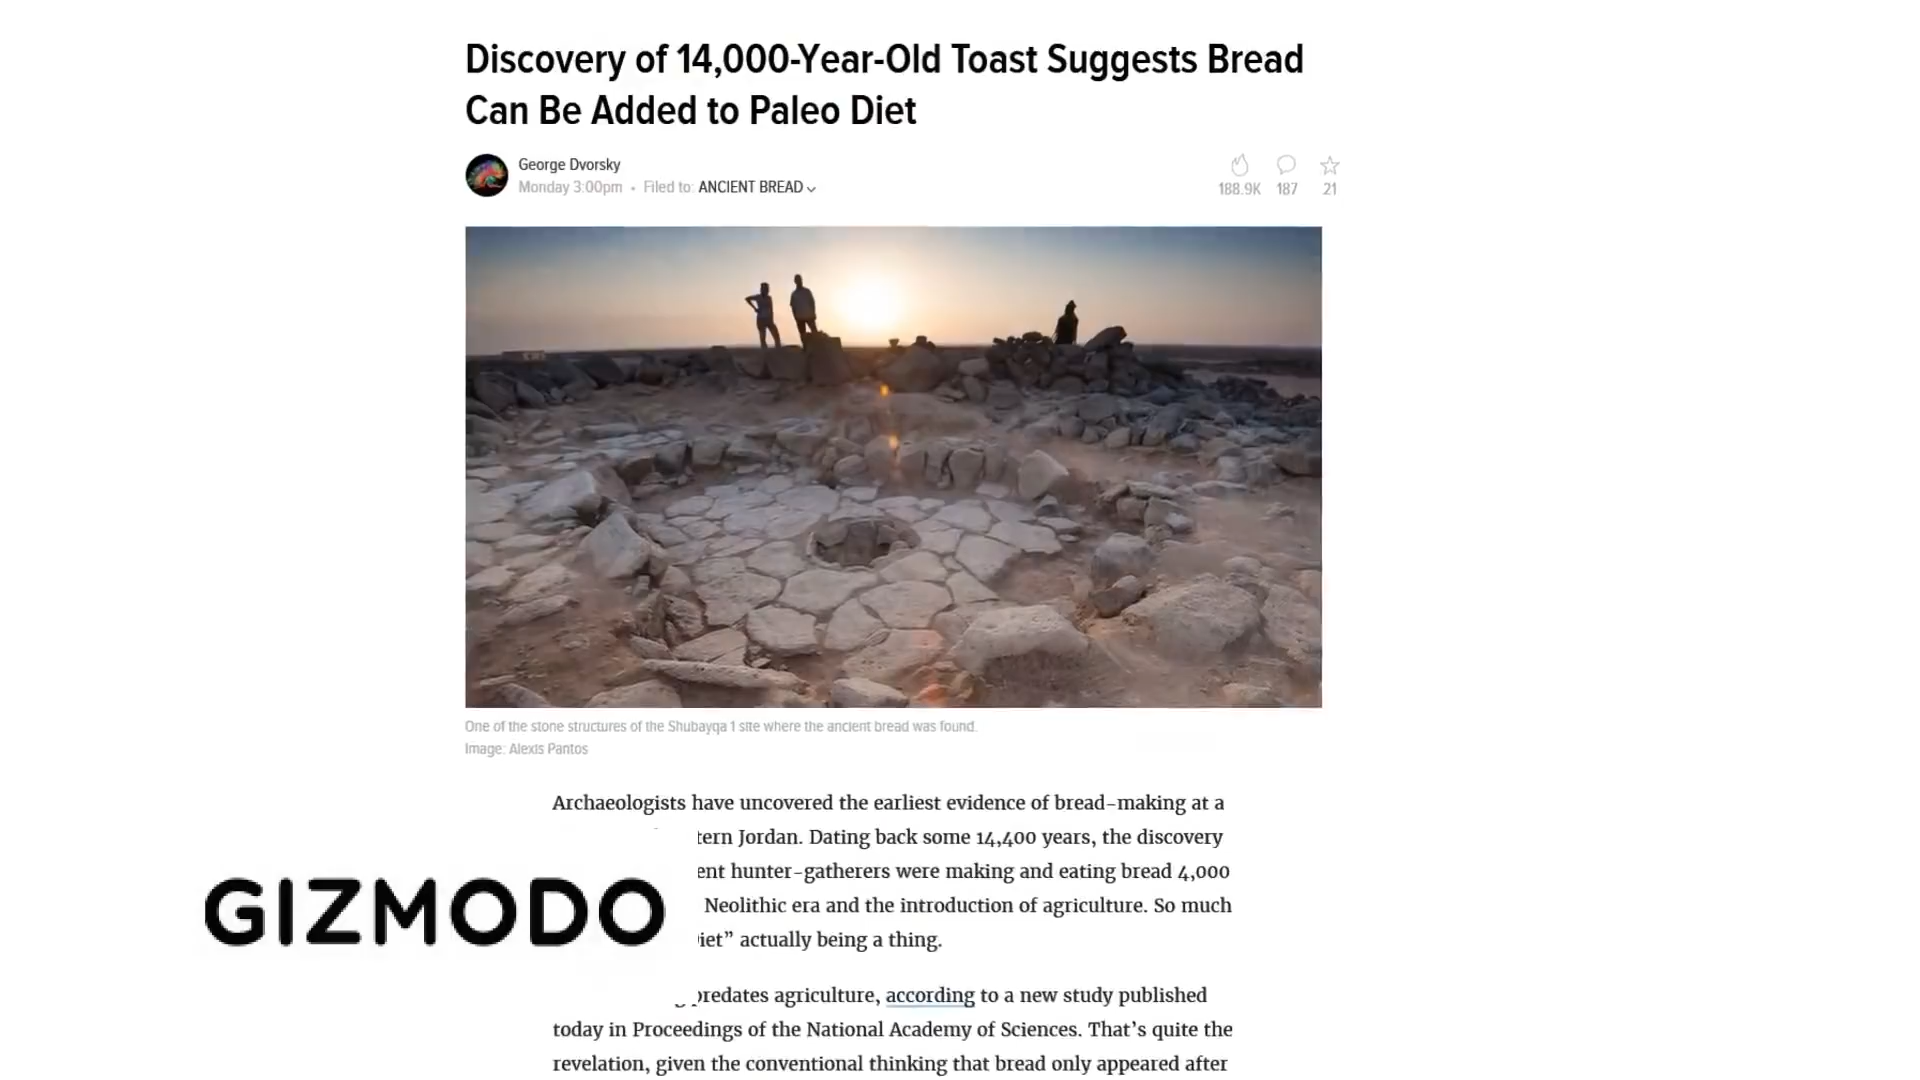 Discovery of 14,000-Year-Old Toast Suggests Bread
Can Be Added to Paleo Diet
George Dvorsky
Monday 3:00pm • Filed to: ANCIENT BREAD
188.9K 187 21
One of the stone structures of the Shubayqa 1 site where the ancient bread was found.
Image: Alexis Pantos
Archaeologists have uncovered the earliest evidence of bread-making at a
Jordan. Dating back some 14,400 years, the discovery
hunter-gatherers were making and eating bread 4,000
Neolithic era and the introduction of agriculture. So much
actually being a thing.
GIZMODO
predates agriculture, according to a new study published
today in Proceedings of the National Academy of Sciences. That's quite the
revelation, given the conventional thinking that bread only appeared after